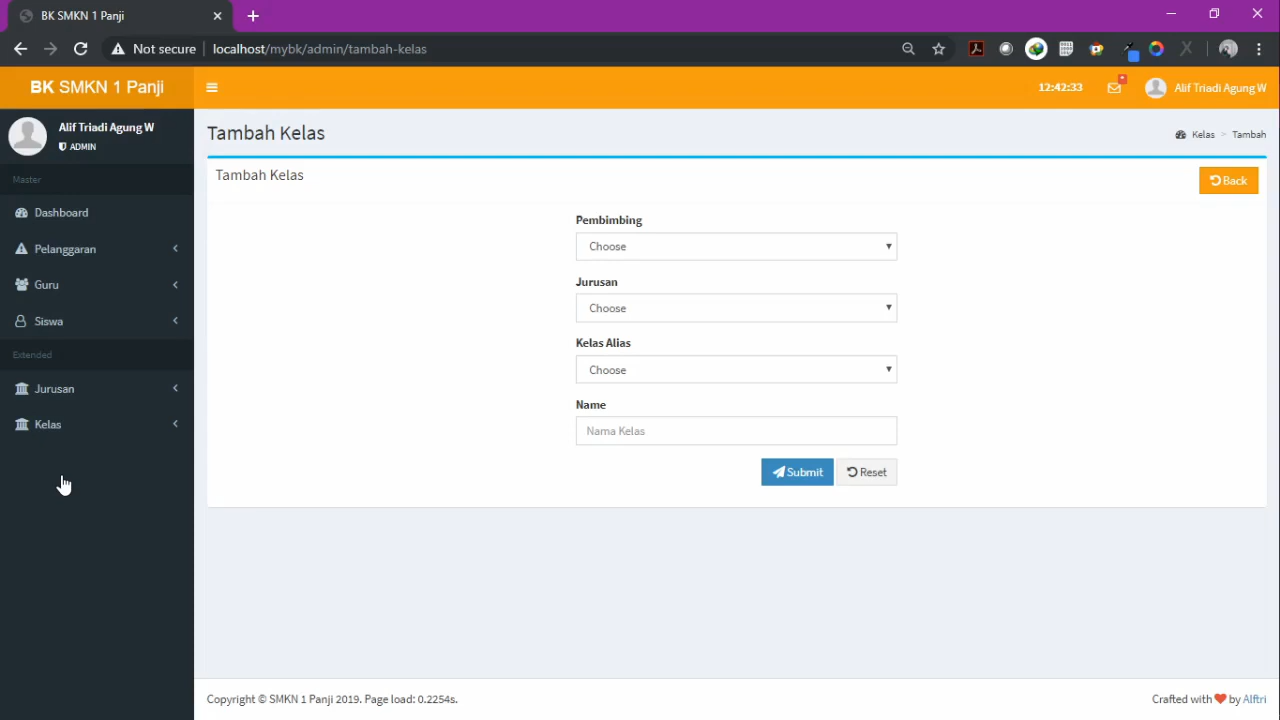 BK SMKN 1 Panji
Not secure
localhost/mybk/admin/tambah-kelas
BK SMKN 1 Panji
12:42:33
Alif Triadi Agung W
Alif Triadi Agung W
ADMIN
Master
Dashboard
Pelanggaran
Guru
Siswa
Extended
Jurusan
Kelas
Tambah Kelas
Kelas > Tambah
Tambah Kelas
Back
Pembimbing
Choose
Jurusan
Choose
Kelas Alias
Choose
Name
Nama Kelas
Submit
Reset
Copyright © SMKN 1 Panji 2019. Page load: 0.2254s.
Crafted with ❤ by Alftri